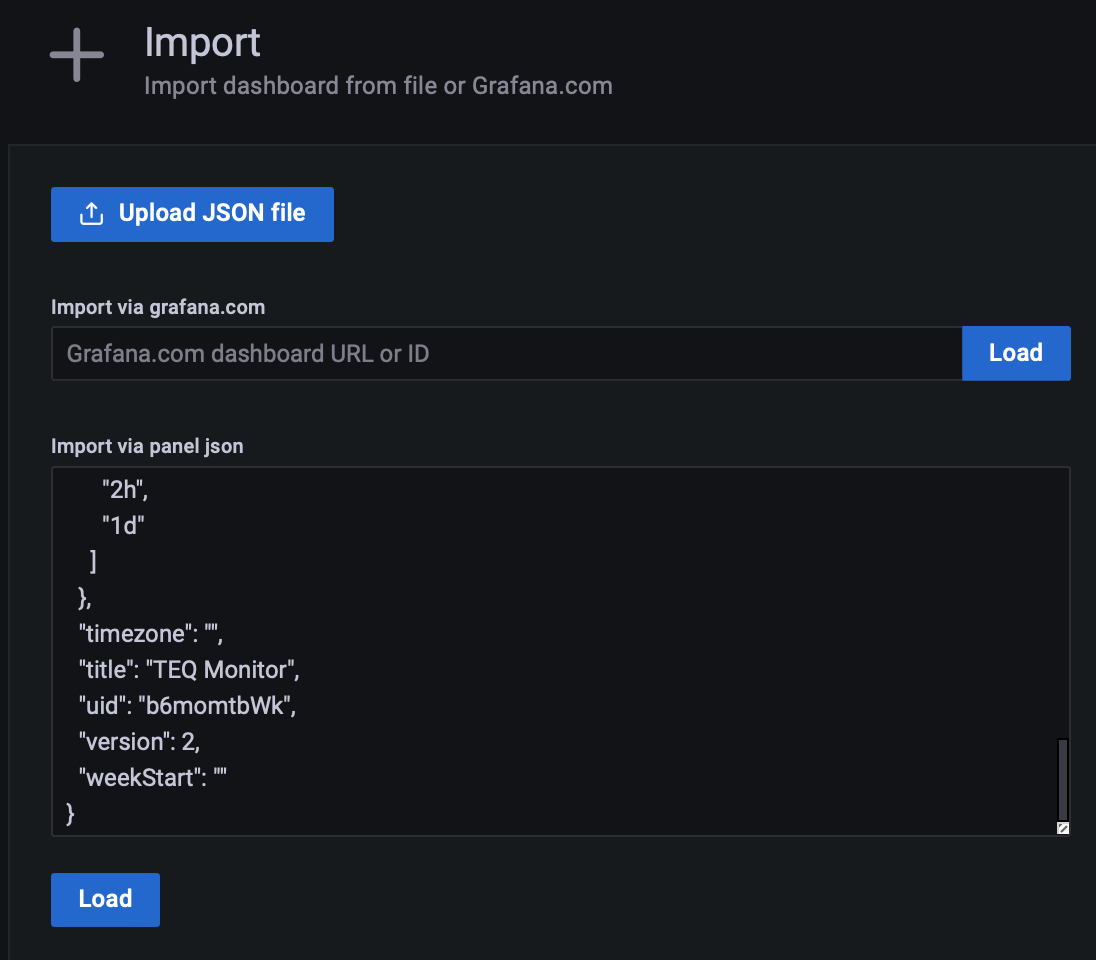 Import
Import dashboard from file or Grafana.com
Upload JSON file
Import via grafana.com
Grafana.com dashboard URL or ID
Load
Import via panel json
"2h",
"1d"
]
},
"timezone": "",
"title": "TEQ Monitor",
"uid": "b6momtbWk",
"version": 2,
"weekStart": ""
}
Load